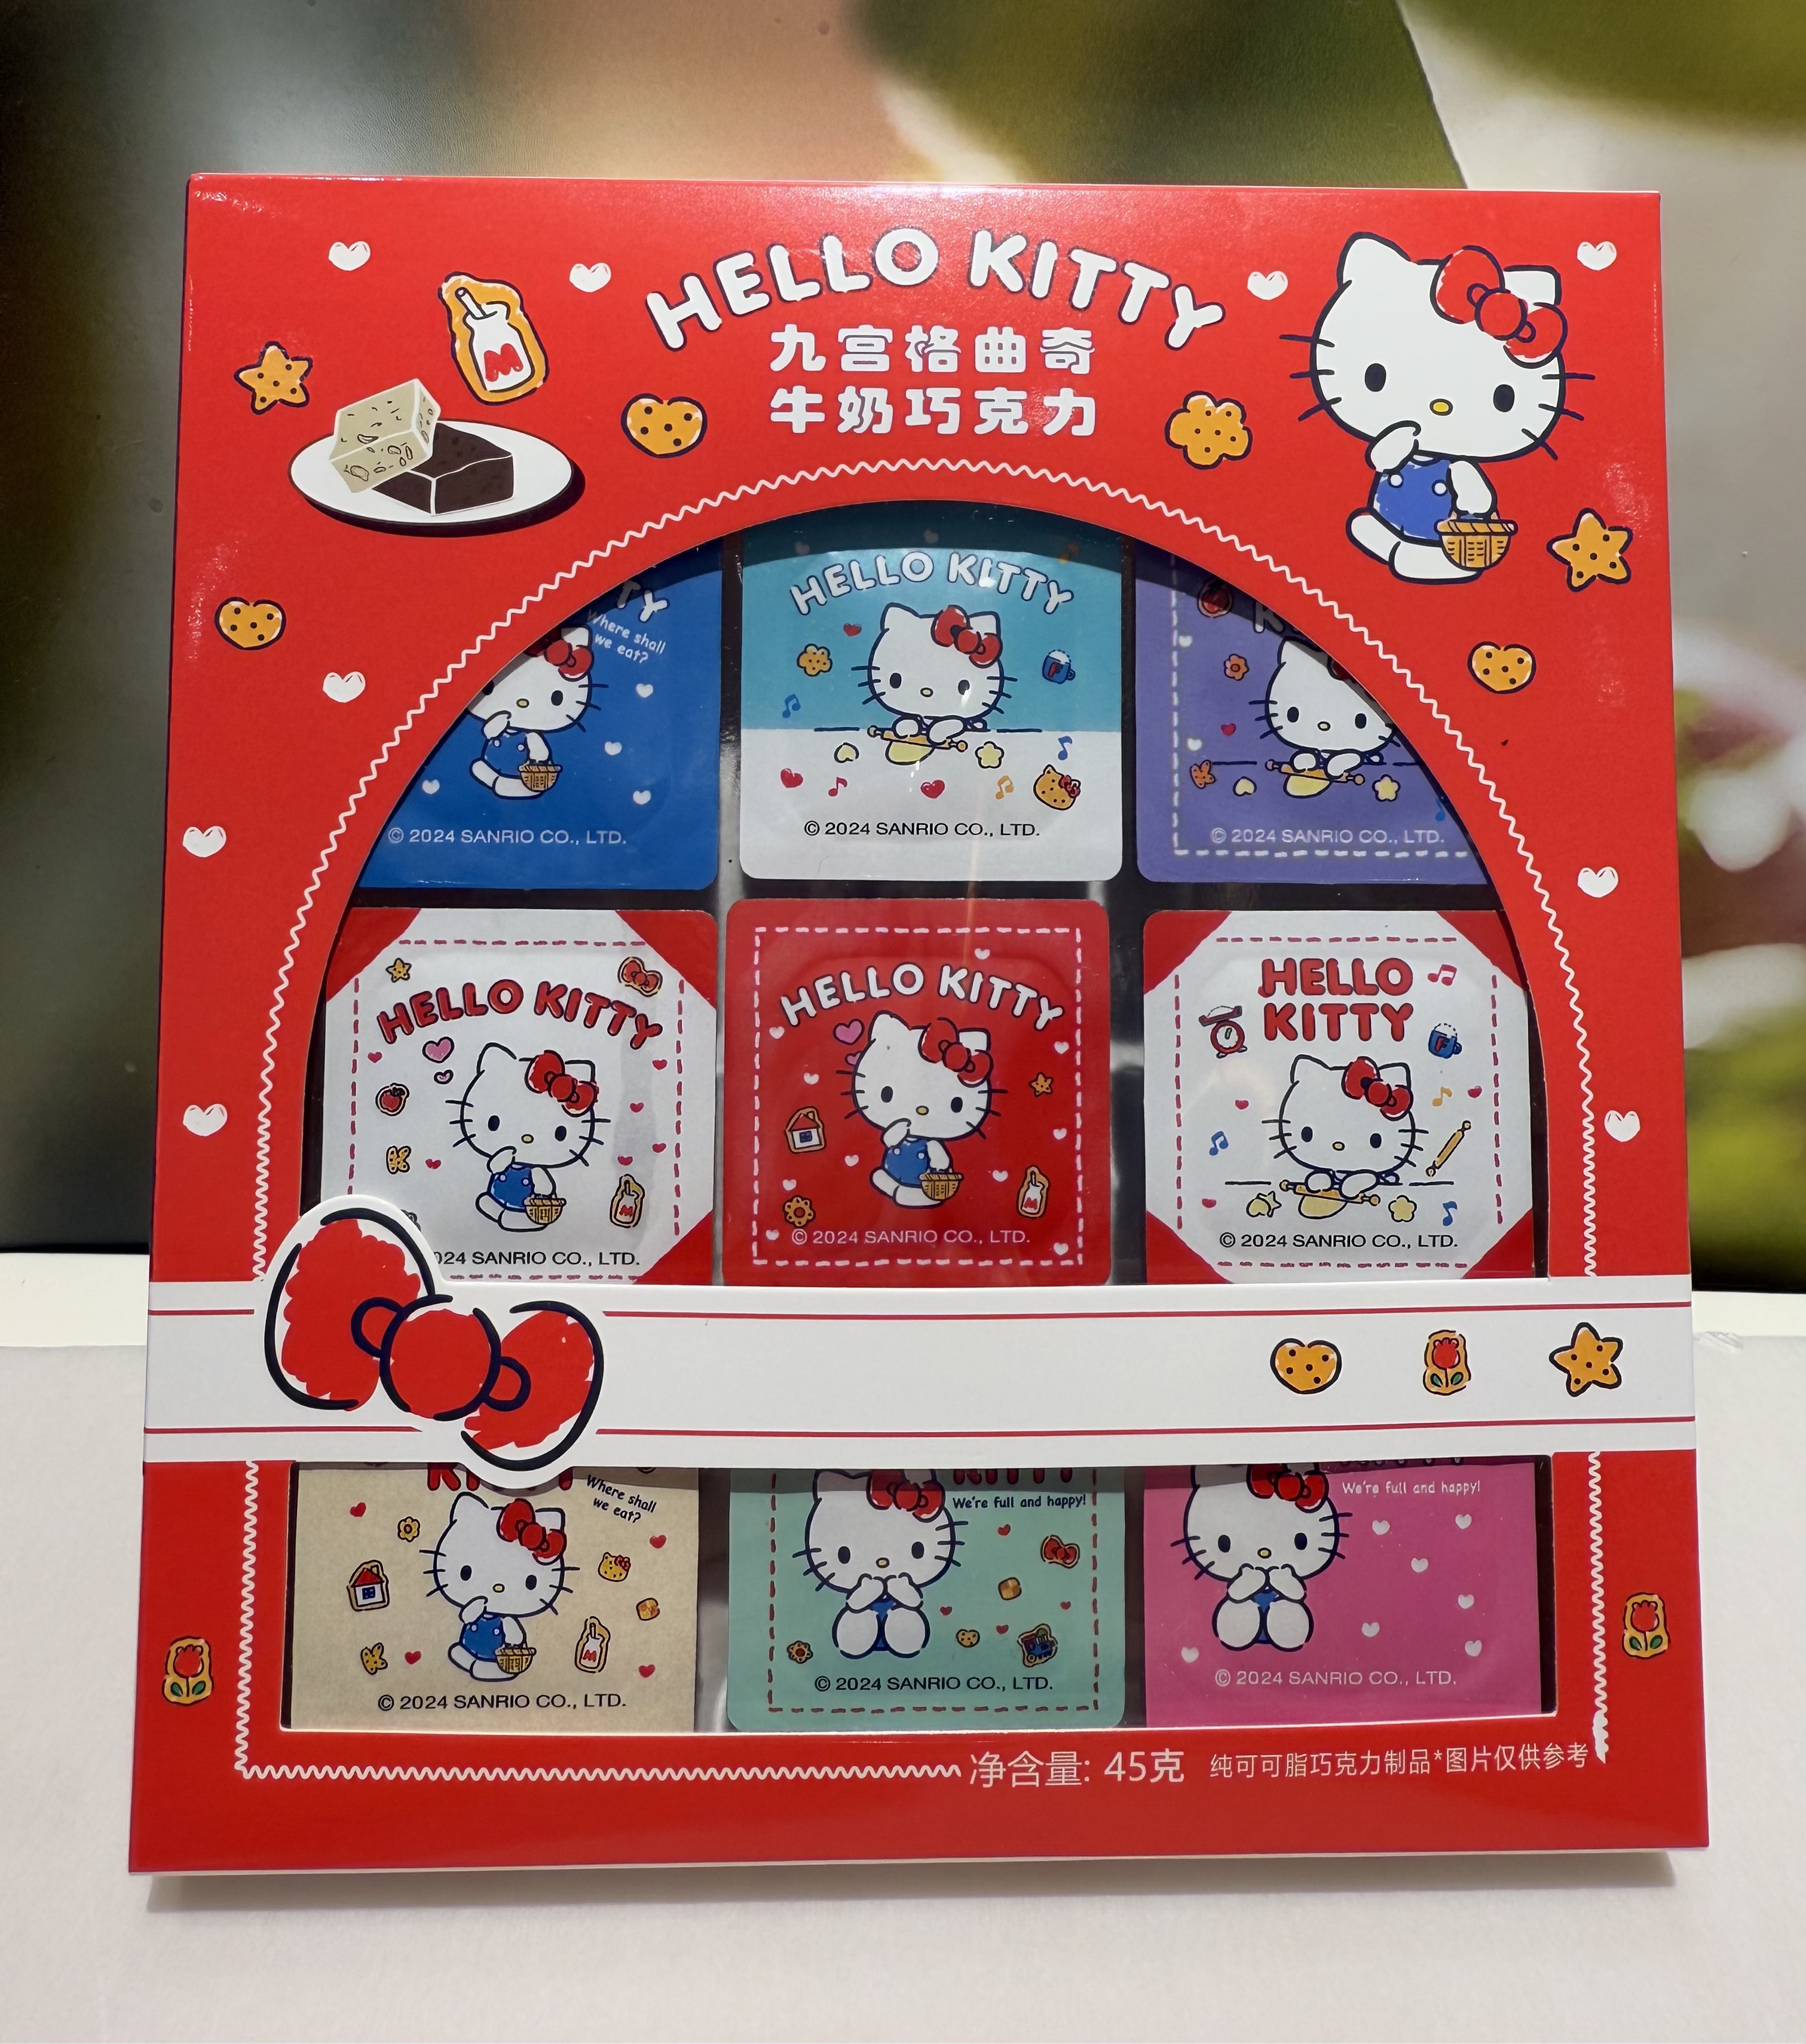 HELLO KITTY
九宫格曲奇
牛奶巧克力
M
Where shall
we eat?
© 2024 SANRIO CO., LTD.
HELLO KITTY
F
© 2024 SANRIO CO., LTD.
© 2024 SANRIO CO., LTD.
HELLO KITTY
M
SANRIO CO., LTD.
HELLO KITTY
M
© 2024 SANRIO CO., LTD.
HELLO
KITTY
F
© 2024 SANRIO CO., LTD.
Where shall
we eat?
M
© 2024 SANRIO CO., LTD.
KITTY
We're full and happy!
© 2024 SANRIO CO., LTD.
We're full and happy!
© 2024 SANRIO CO., LTD.
净含量: 45克 纯可可脂巧克力制品*图片仅供参考